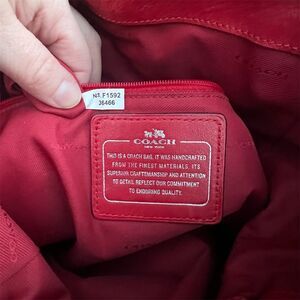 N1.F1592
36466
COACH
NEW YORK
THIS IS A COACH BAG. IT WAS HANDCRAFTED
FROM THE FINEST MATERIALS. ITS
SUPERIOR CRAFTSMANSHIP AND ATTENTION
TO DETAIL REFLECT OUR COMMITMENT
TO ENDURING QUALITY.